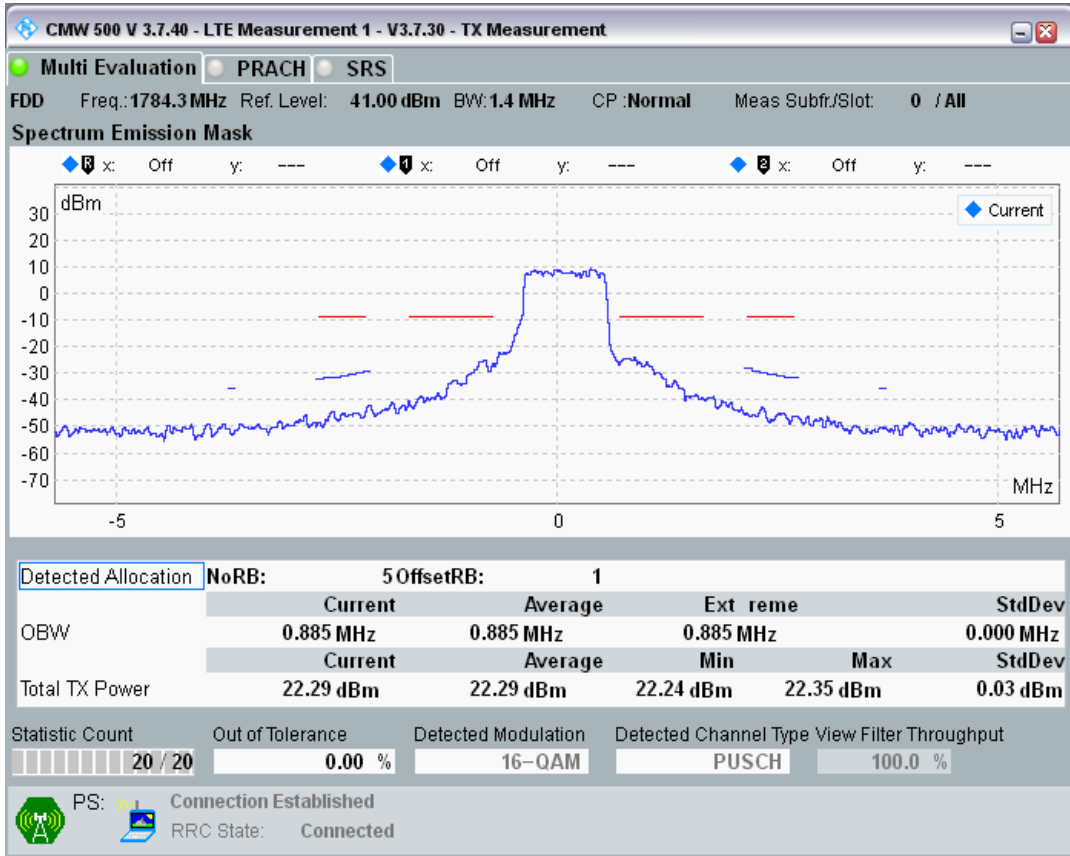 CMW 500 V 3.7.40 - LTE Measurement 1 - V3.7.30 - TX Measurement
Multi Evaluation PRACH SRS
FDD Freq.: 1784.3 MHz Ref. Level: 41.00 dBm BW: 1.4 MHz CP : Normal Meas Subfr./Slot: 0 / All
Spectrum Emission Mask
R x: Off y: --- 1 x: Off y: --- 2 x: Off y: ---
dBm
Current
30
20
10
0
-10
-20
-30
-40
-50
-60
-70
MHz
-5 0 5
Detected Allocation NoRB: 5 OffsetRB: 1
Current Average Ext reme StdDev
OBW 0.885 MHz 0.885 MHz 0.885 MHz 0.000 MHz
Current Average Min Max StdDev
Total TX Power 22.29 dBm 22.29 dBm 22.24 dBm 22.35 dBm 0.03 dBm
Statistic Count Out of Tolerance Detected Modulation Detected Channel Type View Filter Throughput
20 / 20 0.00 % 16-QAM PUSCH 100.0 %
PS: Connection Established
RRC State: Connected